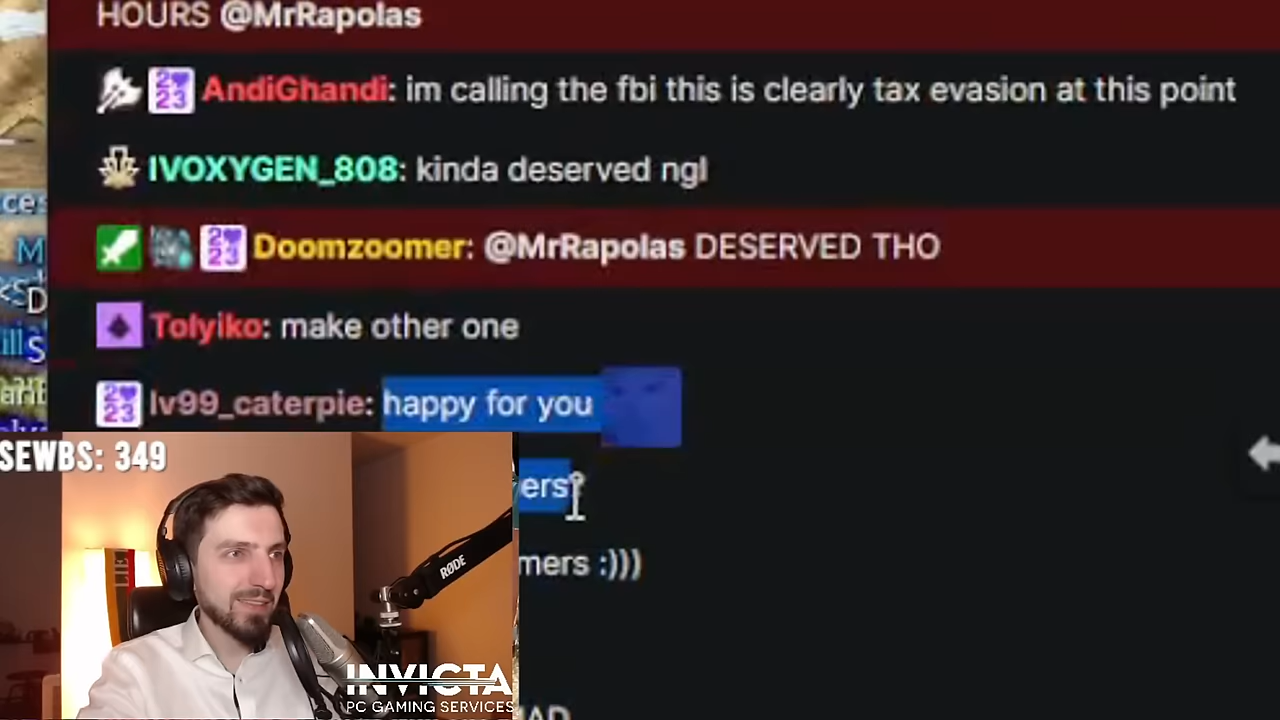 HOURS @MrRapolas
AndiGhandi: im calling the fbi this is clearly tax evasion at this point
IVOXYGEN_808: kinda deserved ngl
Doomzoomer: @MrRapolas DESERVED THO
Tolyiko: make other one
lv99_caterpie: happy for you
SEWBS: 349
ers
mers :)))
RØDE
INVICTA
PC GAMING SERVICES